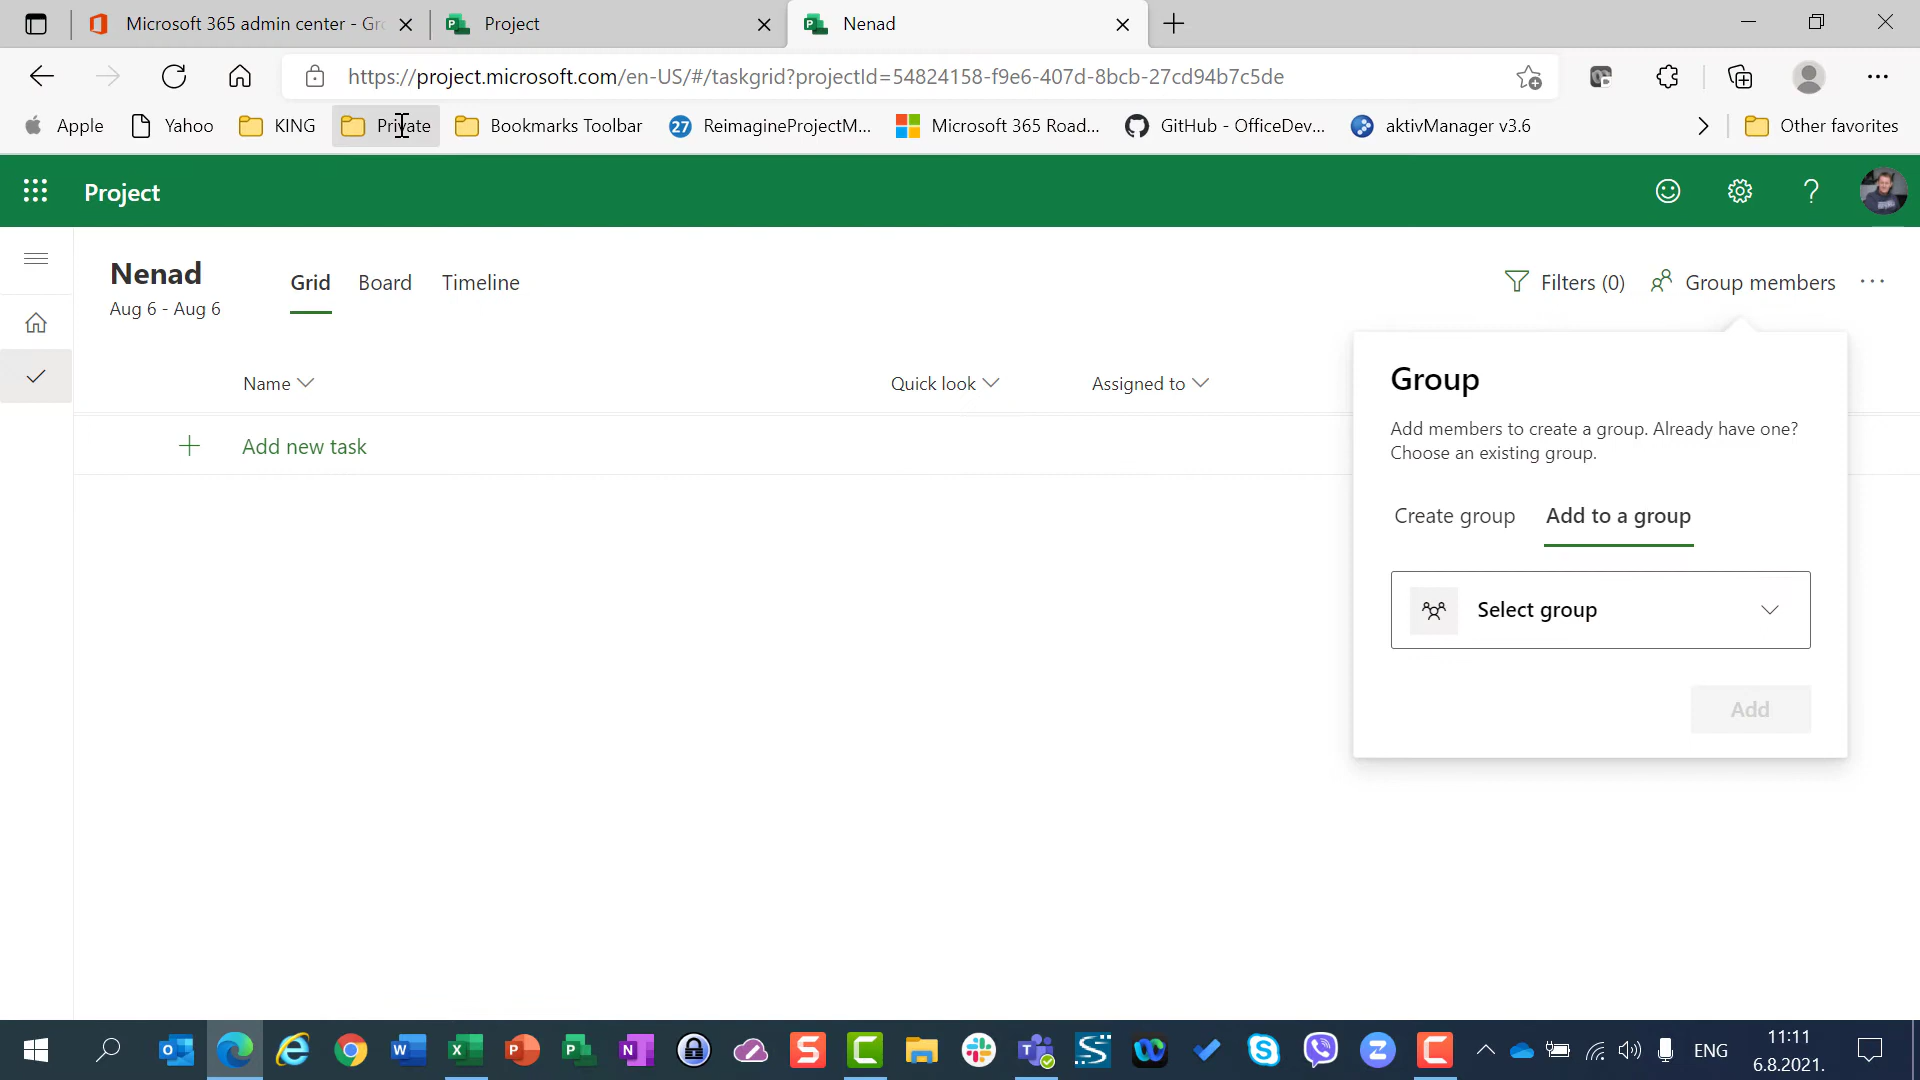 Microsoft 365 admin center - Gro
Project
Nenad
https://project.microsoft.com/en-US/#/taskgrid?projectId=54824158-f9e6-407d-8bcb-27cd94b7c5de
Apple
Yahoo
KING
Private
Bookmarks Toolbar
27
ReimagineProjectM...
Microsoft 365 Road...
GitHub - OfficeDev...
aktivManager v3.6
Other favorites
Project
Nenad
Aug 6 - Aug 6
Grid
Board
Timeline
Filters (0)
Group members
Name
Quick look
Assigned to
Add new task
Group
Add members to create a group. Already have one?
Choose an existing group.
Create group
Add to a group
Select group
Add
ENG
11:11
6.8.2021.